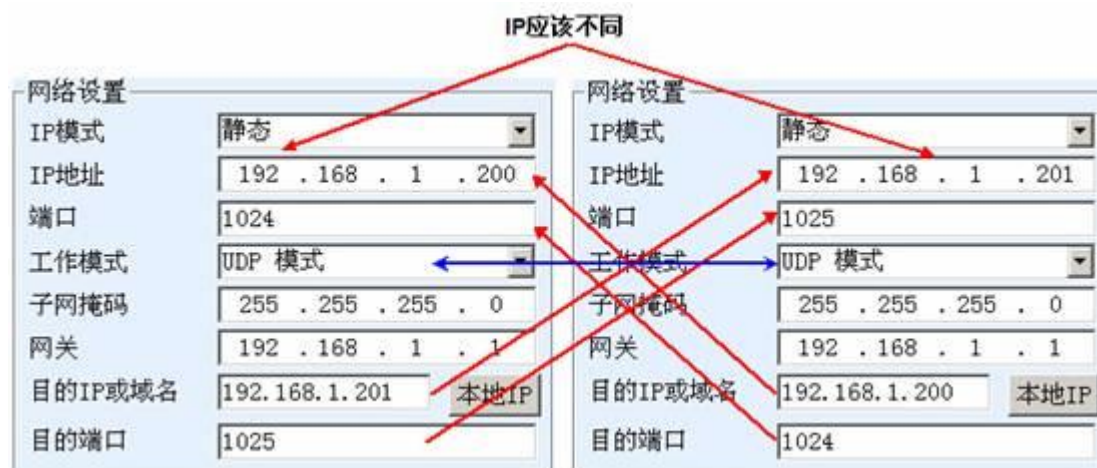 IP应该不同
网络设置
IP模式 静态
IP地址 192 . 168 . 1 . 200
端口 1024
工作模式 UDP 模式
子网掩码 255 . 255 . 255 . 0
网关 192 . 168 . 1 . 1
目的IP或域名 192.168.1.201 本地IP
目的端口 1025
网络设置
IP模式 静态
IP地址 192 . 168 . 1 . 201
端口 1025
工作模式 UDP 模式
子网掩码 255 . 255 . 255 . 0
网关 192 . 168 . 1 . 1
目的IP或域名 192.168.1.200 本地IP
目的端口 1024